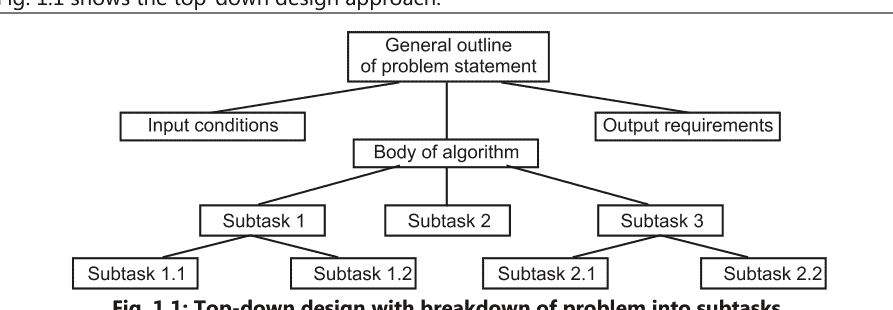 Fig. 1.1 shows the top-down design approach.
General outline
of problem statement
Input conditions
Output requirements
Body of algorithm
Subtask 1
Subtask 2
Subtask 3
Subtask 1.1
Subtask 1.2
Subtask 2.1
Subtask 2.2
Fig. 1.1: Top-down design with breakdown of problem into subtasks